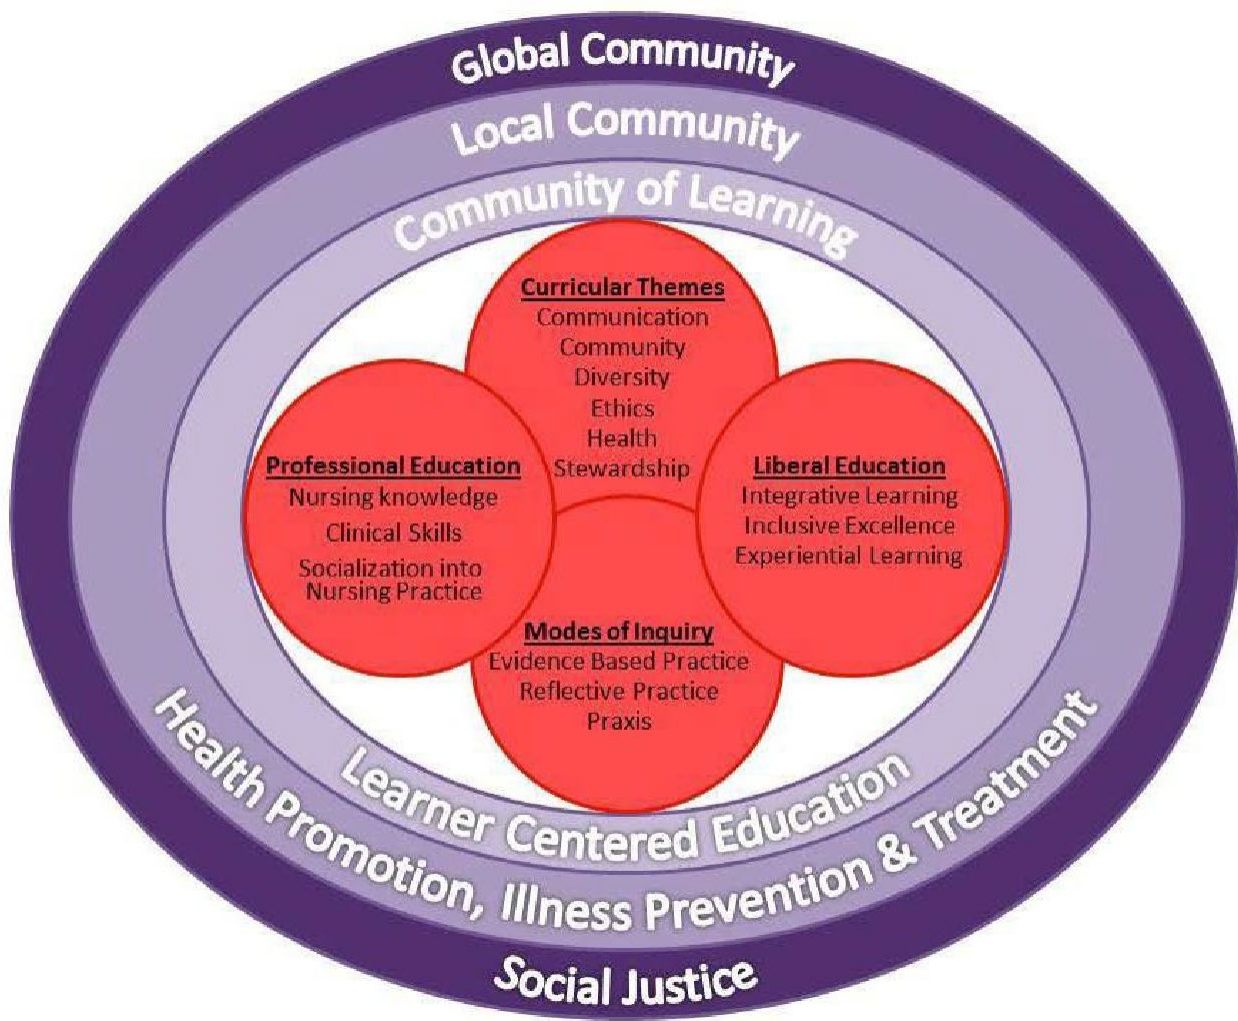 Global Community
Local Community
Community of Learning
Curricular Themes
Communication
Community
Diversity
Ethics
Health
Stewardship
Professional Education
Nursing knowledge
Clinical Skills
Socialization into
Nursing Practice
Liberal Education
Integrative Learning
Inclusive Excellence
Experiential Learning
Modes of Inquiry
Evidence Based Practice
Reflective Practice
Praxis
Learner Centered Education
Health Promotion, Illness Prevention & Treatment
Social Justice